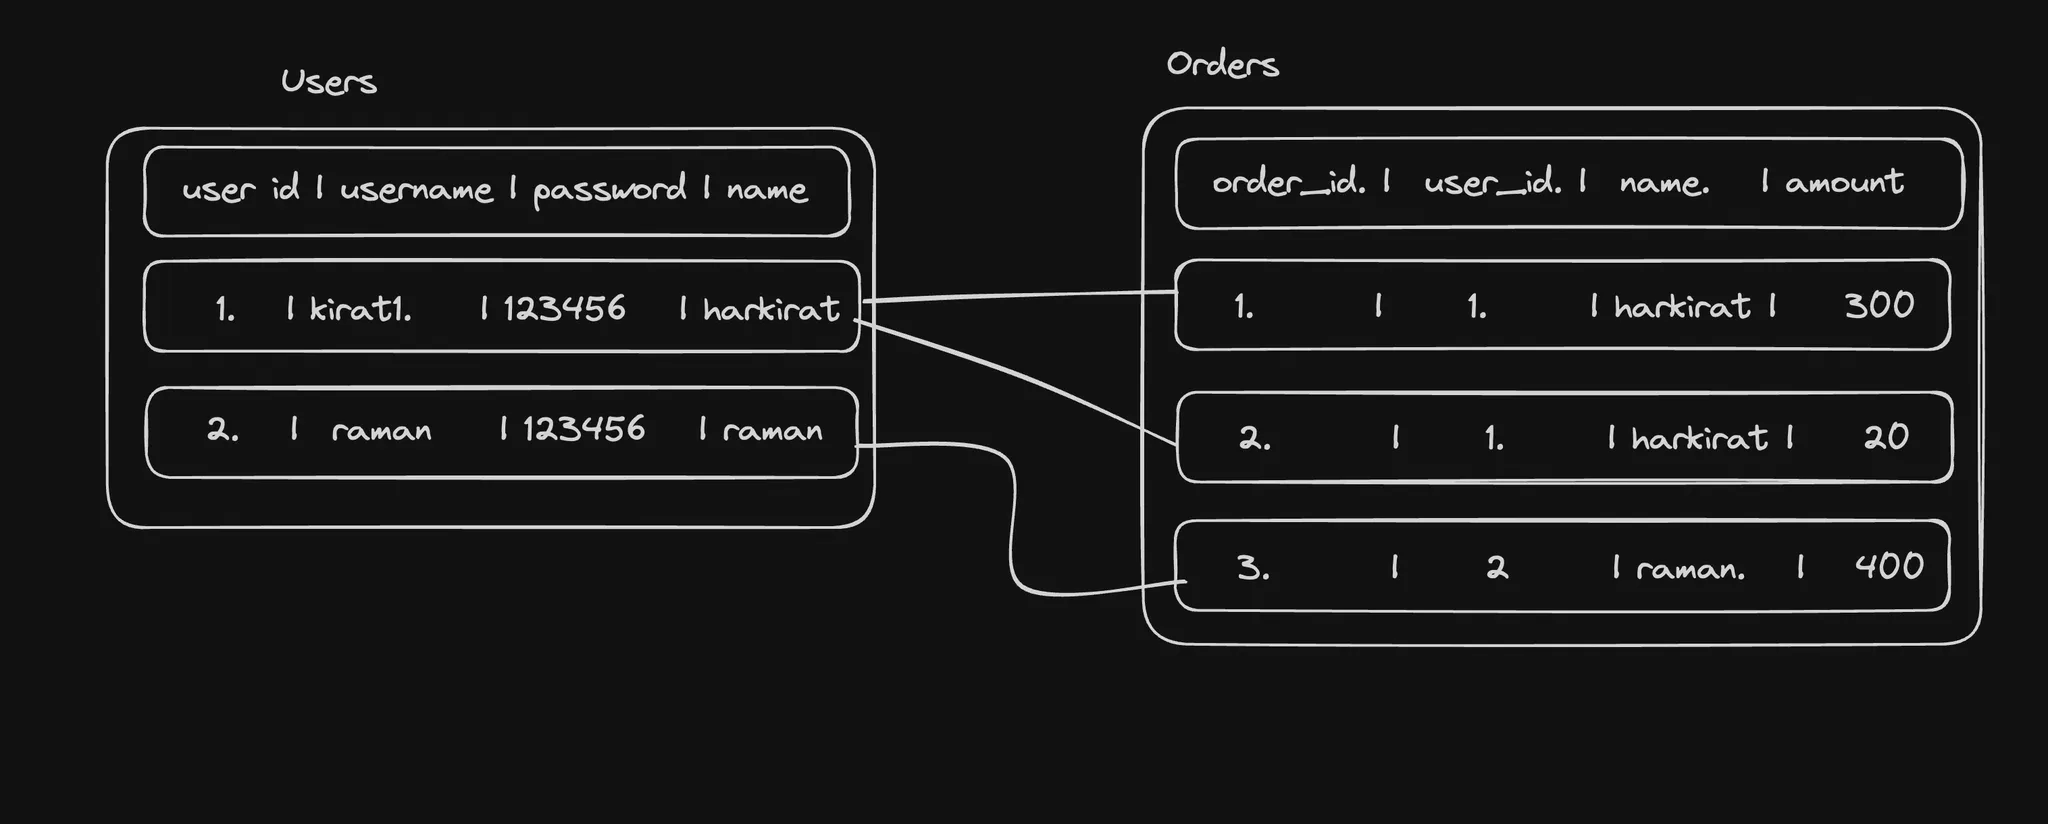 Users
user id | username | password | name
1. | kirat1. | 123456 | harkirat
2. | raman | 123456 | raman
Orders
order_id. | user_id. | name. | amount
1. | 1. | harkirat | 300
2. | 1. | harkirat | 20
3. | 2 | raman. | 400